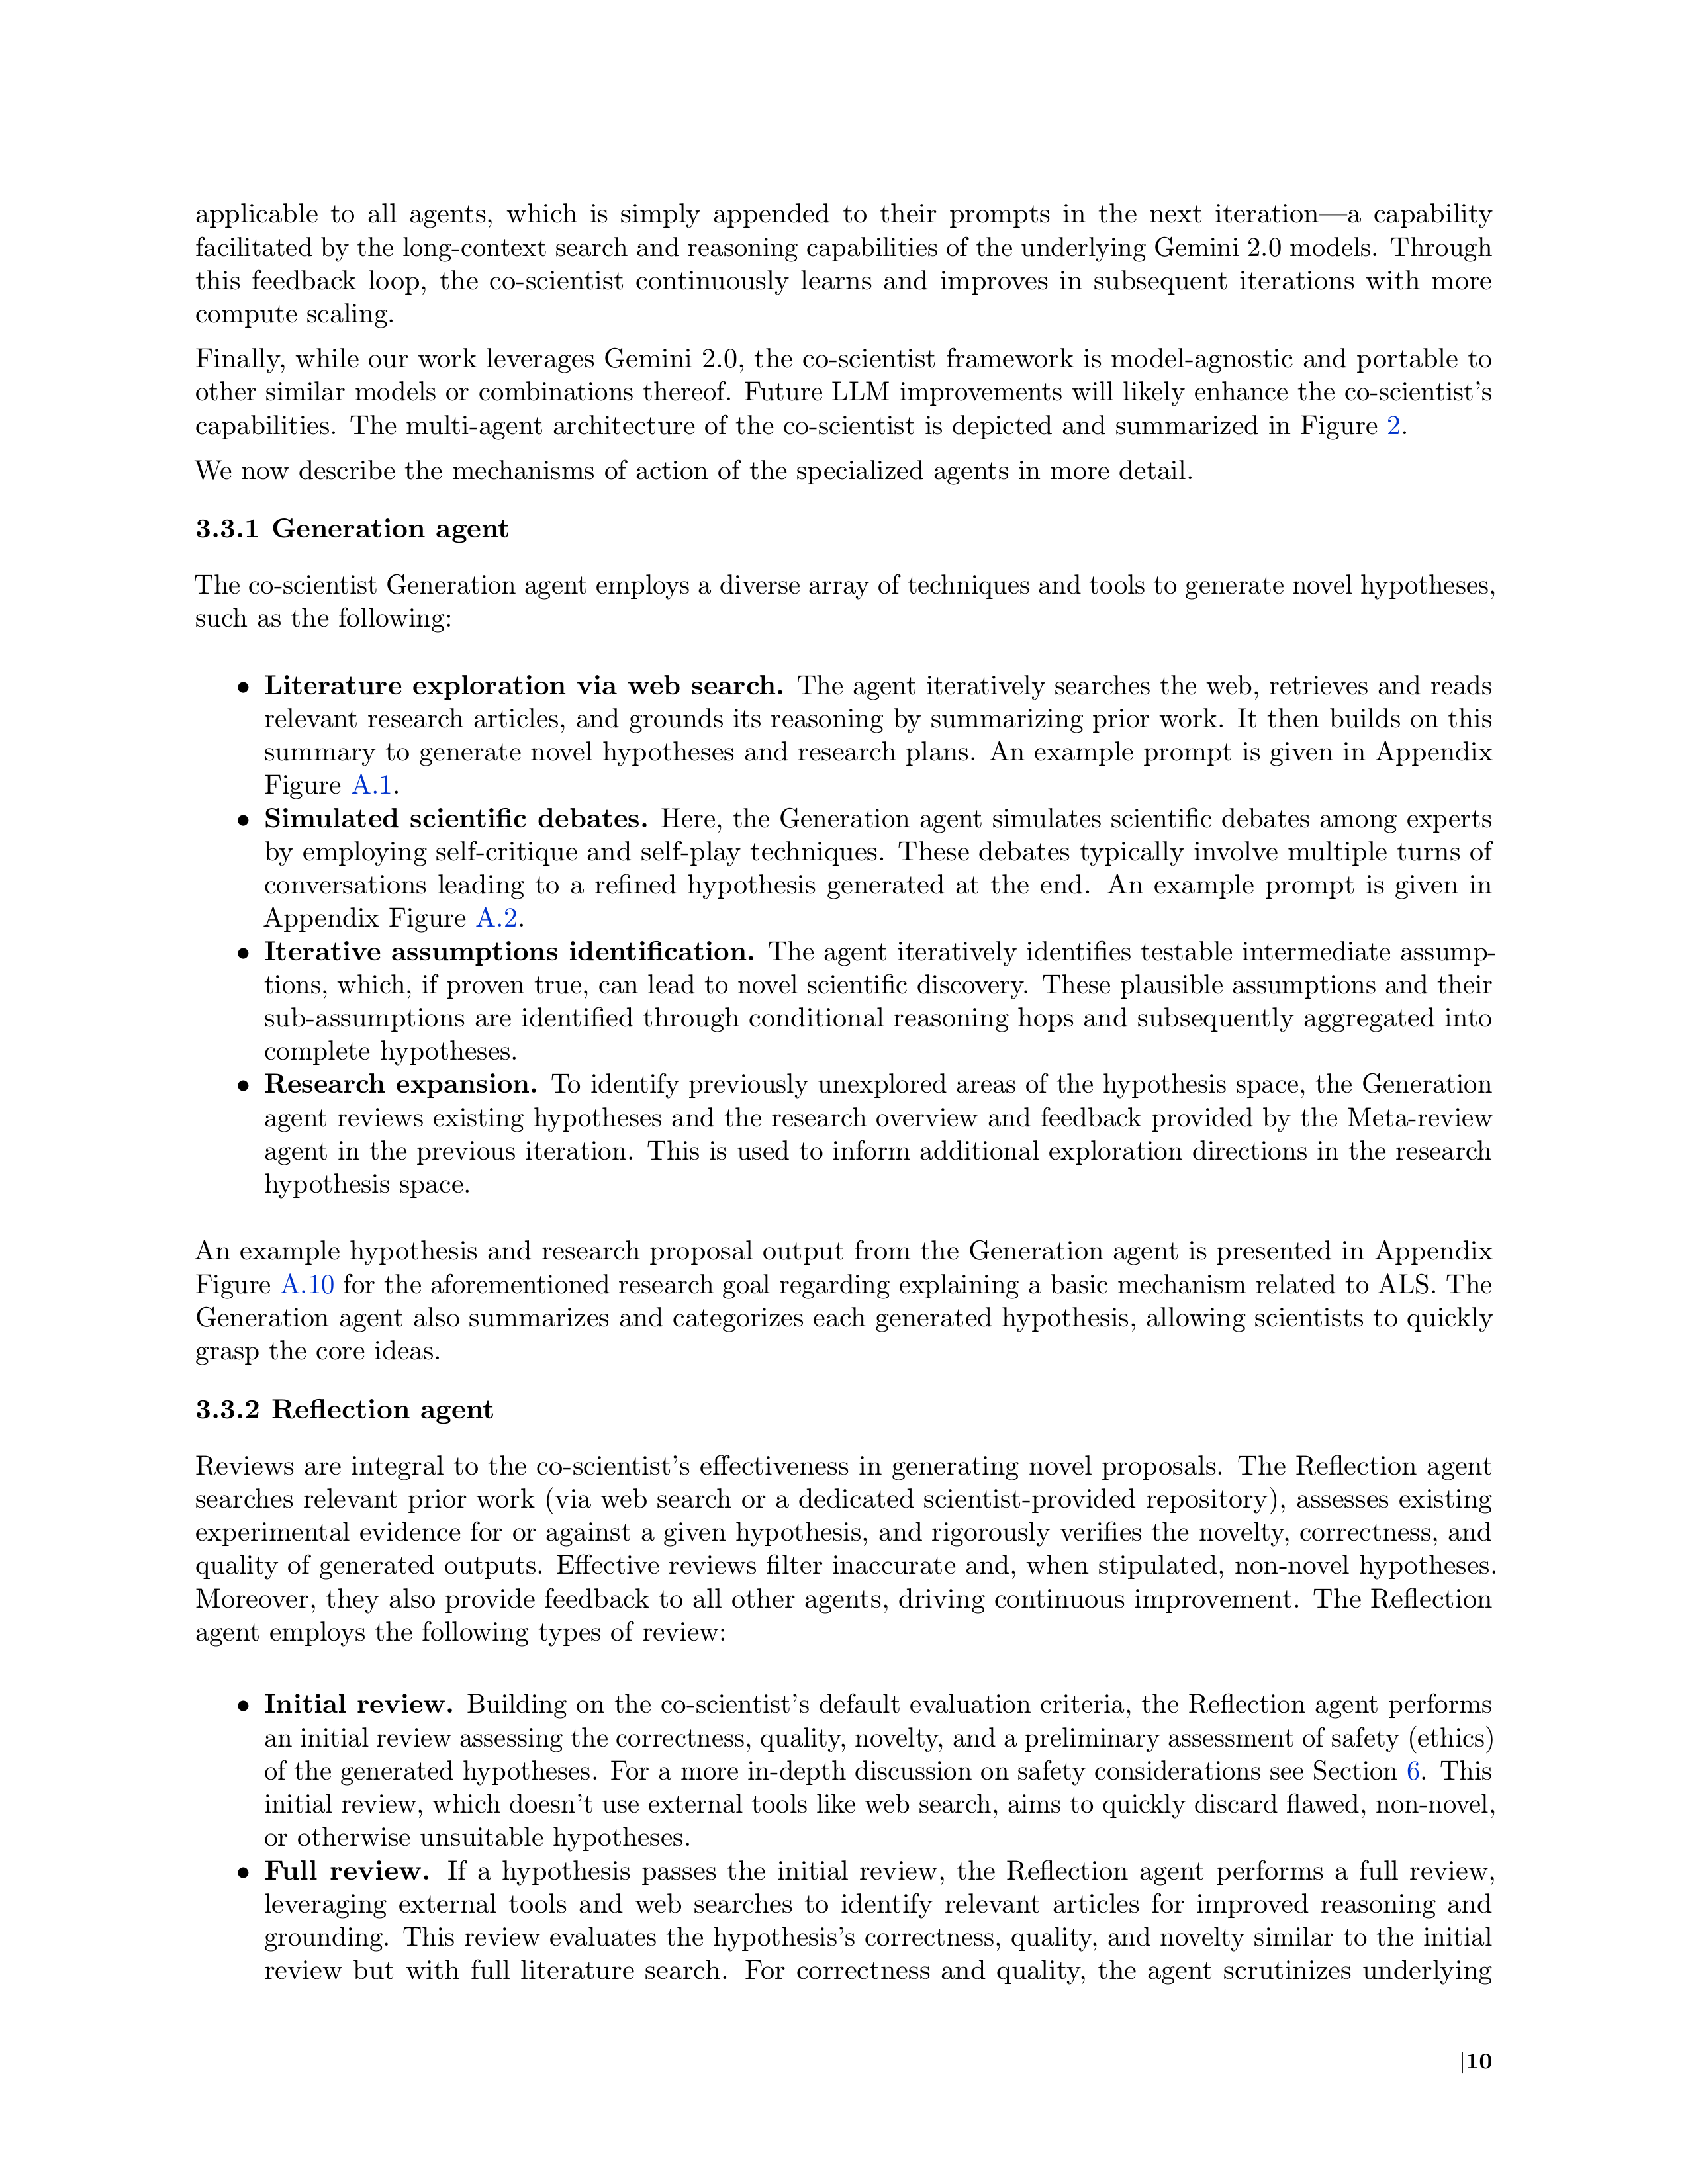 applicable to all agents, which is simply appended to their prompts in the next iteration—a capability
facilitated by the long-context search and reasoning capabilities of the underlying Gemini 2.0 models. Through
this feedback loop, the co-scientist continuously learns and improves in subsequent iterations with more
compute scaling.
Finally, while our work leverages Gemini 2.0, the co-scientist framework is model-agnostic and portable to
other similar models or combinations thereof. Future LLM improvements will likely enhance the co-scientist's
capabilities. The multi-agent architecture of the co-scientist is depicted and summarized in Figure 2.
We now describe the mechanisms of action of the specialized agents in more detail.
3.3.1 Generation agent
The co-scientist Generation agent employs a diverse array of techniques and tools to generate novel hypotheses,
such as the following:
• Literature exploration via web search. The agent iteratively searches the web, retrieves and reads
relevant research articles, and grounds its reasoning by summarizing prior work. It then builds on this
summary to generate novel hypotheses and research plans. An example prompt is given in Appendix
Figure A.1.
• Simulated scientific debates. Here, the Generation agent simulates scientific debates among experts
by employing self-critique and self-play techniques. These debates typically involve multiple turns of
conversations leading to a refined hypothesis generated at the end. An example prompt is given in
Appendix Figure A.2.
• Iterative assumptions identification. The agent iteratively identifies testable intermediate assump-
tions, which, if proven true, can lead to novel scientific discovery. These plausible assumptions and their
sub-assumptions are identified through conditional reasoning hops and subsequently aggregated into
complete hypotheses.
• Research expansion. To identify previously unexplored areas of the hypothesis space, the Generation
agent reviews existing hypotheses and the research overview and feedback provided by the Meta-review
agent in the previous iteration. This is used to inform additional exploration directions in the research
hypothesis space.
An example hypothesis and research proposal output from the Generation agent is presented in Appendix
Figure A.10 for the aforementioned research goal regarding explaining a basic mechanism related to ALS. The
Generation agent also summarizes and categorizes each generated hypothesis, allowing scientists to quickly
grasp the core ideas.
3.3.2 Reflection agent
Reviews are integral to the co-scientist's effectiveness in generating novel proposals. The Reflection agent
searches relevant prior work (via web search or a dedicated scientist-provided repository), assesses existing
experimental evidence for or against a given hypothesis, and rigorously verifies the novelty, correctness, and
quality of generated outputs. Effective reviews filter inaccurate and, when stipulated, non-novel hypotheses.
Moreover, they also provide feedback to all other agents, driving continuous improvement. The Reflection
agent employs the following types of review:
• Initial review. Building on the co-scientist's default evaluation criteria, the Reflection agent performs
an initial review assessing the correctness, quality, novelty, and a preliminary assessment of safety (ethics)
of the generated hypotheses. For a more in-depth discussion on safety considerations see Section 6. This
initial review, which doesn't use external tools like web search, aims to quickly discard flawed, non-novel,
or otherwise unsuitable hypotheses.
• Full review. If a hypothesis passes the initial review, the Reflection agent performs a full review,
leveraging external tools and web searches to identify relevant articles for improved reasoning and
grounding. This review evaluates the hypothesis's correctness, quality, and novelty similar to the initial
review but with full literature search. For correctness and quality, the agent scrutinizes underlying
|10